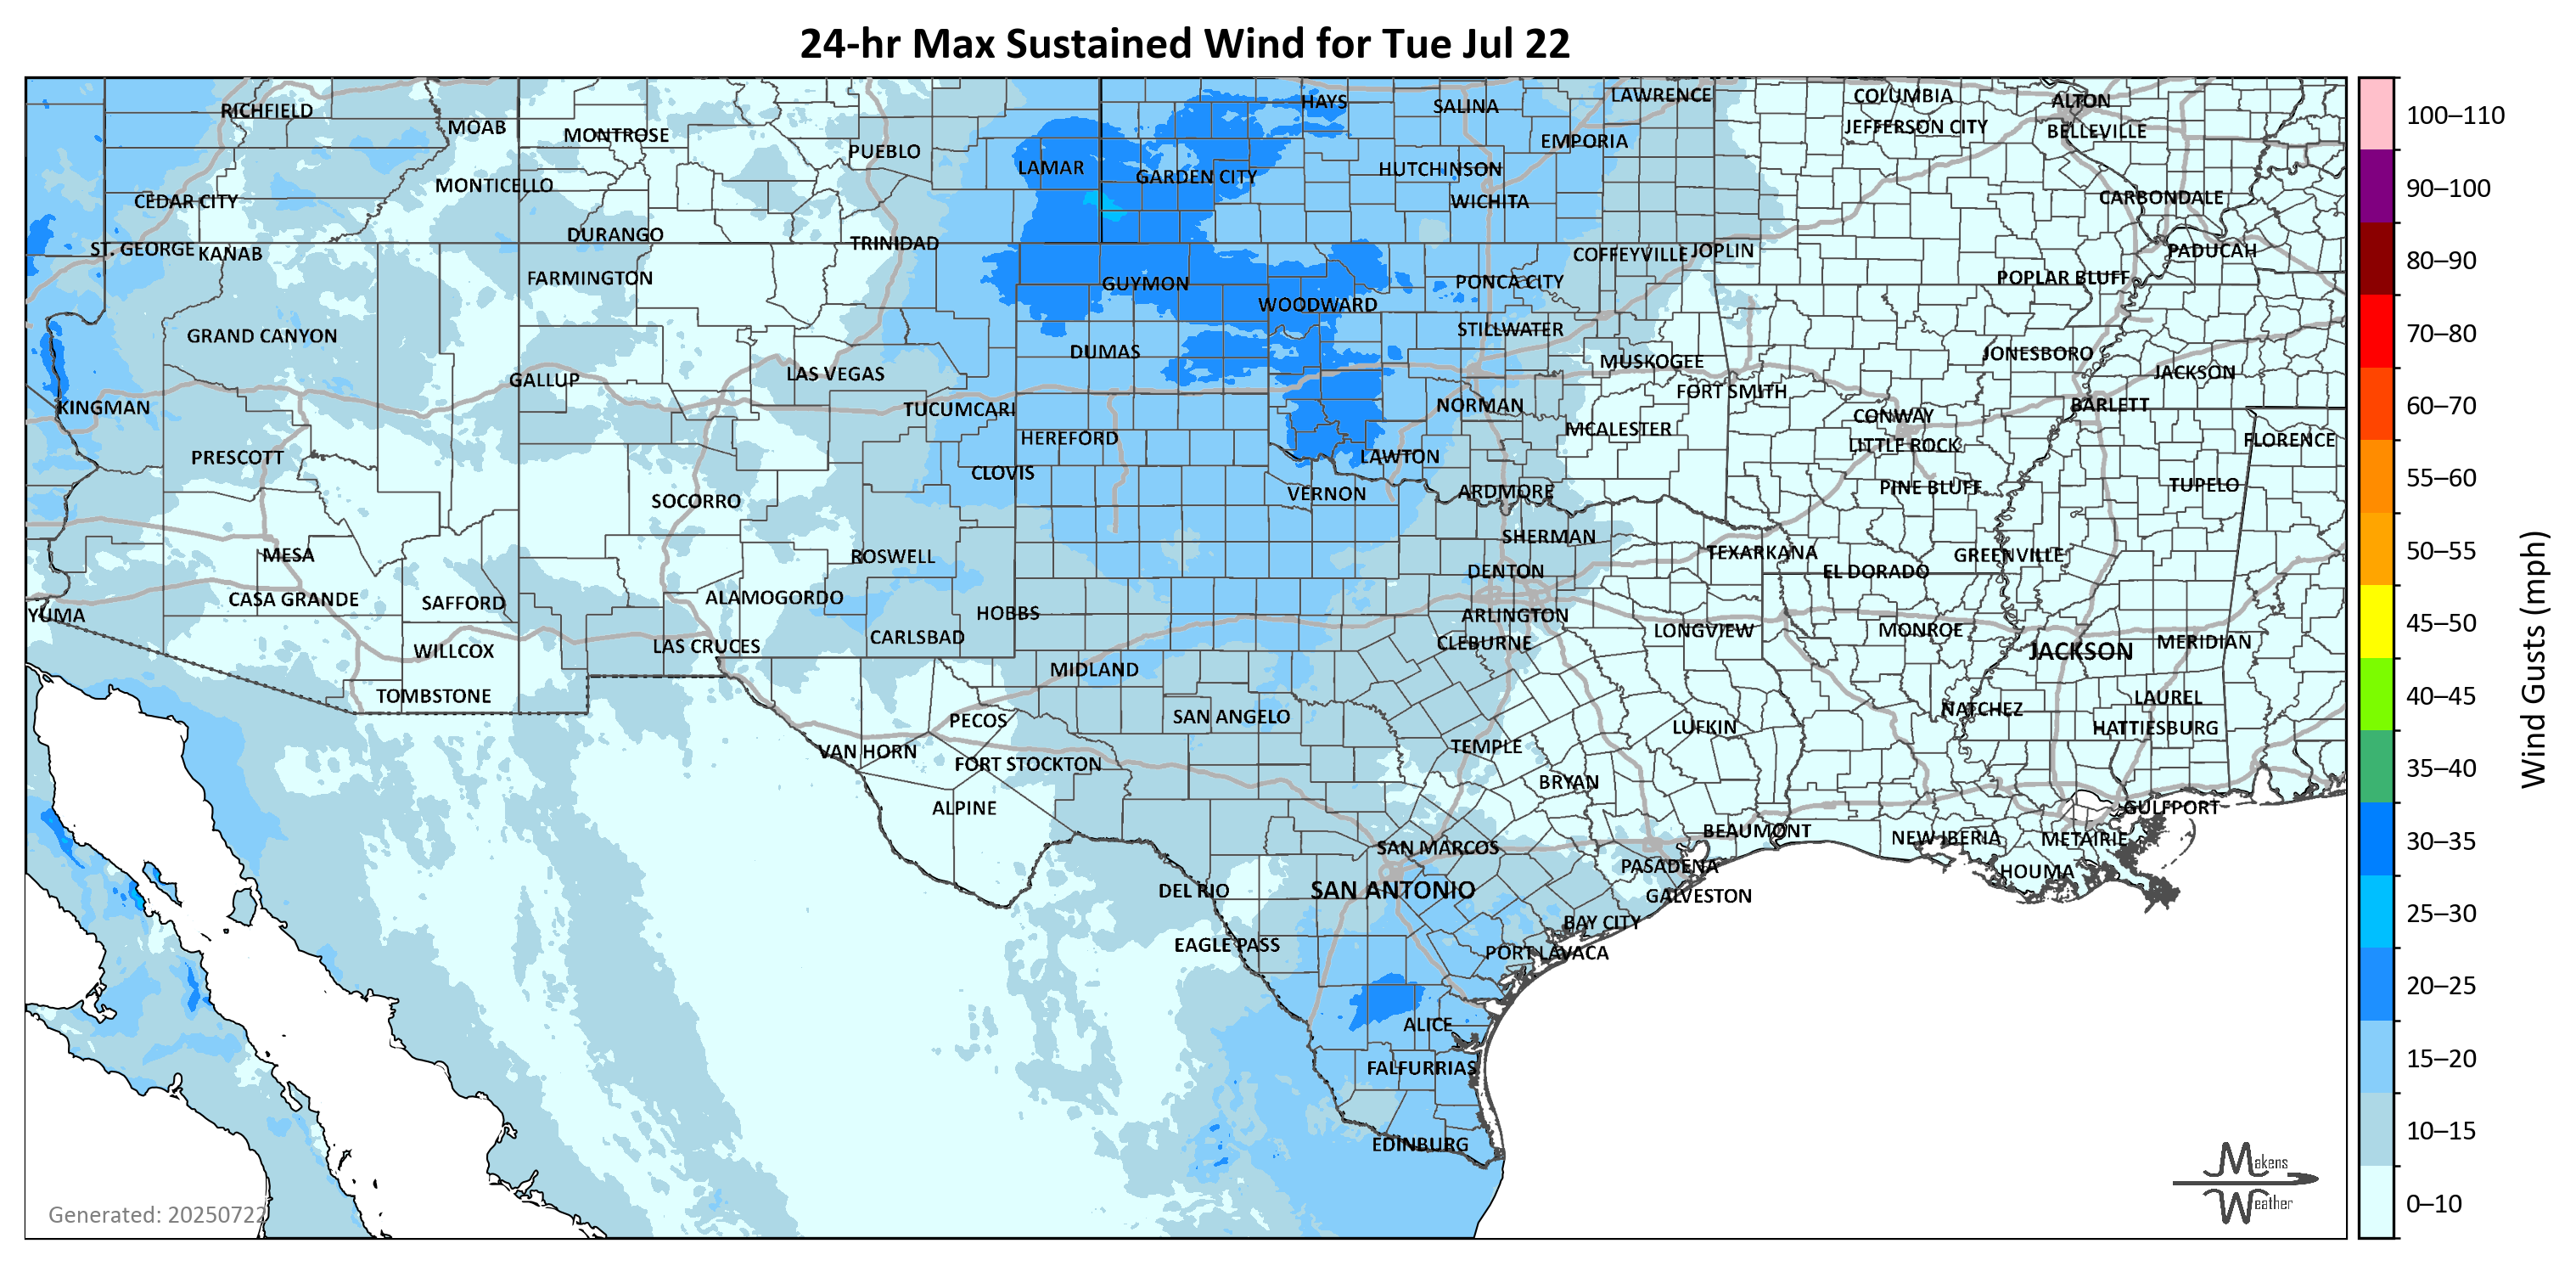 24-hr Max Sustained Wind for Tue Jul 22
RICHFIELD
MOAB
MONTROSE
PUEBLO
LAMAR
HAYS
SALINA
LAWRENCE
COLUMBIA
ALTON
JEFFERSON CITY
BELLEVILLE
EMPORIA
GARDEN CITY
HUTCHINSON
MONTICELLO
CEDAR CITY
WICHITA
CARBONDALE
DURANGO
TRINIDAD
ST. GEORGE
KANAB
COFFEYVILLE
JOPLIN
PADUCAH
FARMINGTON
GUYMON
PONCA CITY
POPLAR BLUFF
WOODWARD
GRAND CANYON
STILLWATER
DUMAS
MUSKOGEE
JONESBORO
GALLUP
LAS VEGAS
FORT SMITH
JACKSON
KINGMAN
TUCUMCARI
NORMAN
BARLETT
CONWAY
MCALESTER
HEREFORD
LITTLE ROCK
FLORENCE
PRESCOTT
LAWTON
CLOVIS
VERNON
ARDMORE
PINE BLUFF
TUPELO
SOCORRO
SHERMAN
MESA
ROSWELL
TEXARKANA
GREENVILLE
DENTON
EL DORADO
CASA GRANDE
SAFFORD
ALAMOGORDO
HOBBS
ARLINGTON
YUMA
CARLSBAD
CLEBURNE
LONGVIEW
MONROE
WILLCOX
LAS CRUCES
JACKSON
MERIDIAN
MIDLAND
TOMBSTONE
LAUREL
PECOS
SAN ANGELO
NATCHEZ
LUFKIN
HATTIESBURG
VAN HORN
FORT STOCKTON
TEMPLE
BRYAN
ALPINE
GULFPORT
BEAUMONT
NEW IBERIA
METAIRIE
SAN MARCOS
PASADENA
HOUMA
DEL RIO
SAN ANTONIO
GALVESTON
BAY CITY
EAGLE PASS
PORT LAVACA
ALICE
FALFURRIAS
EDINBURG
Generated: 20250722
Makens
Weather
100–110
90–100
80–90
70–80
60–70
55–60
50–55
45–50
40–45
35–40
30–35
25–30
20–25
15–20
10–15
0–10
Wind Gusts (mph)